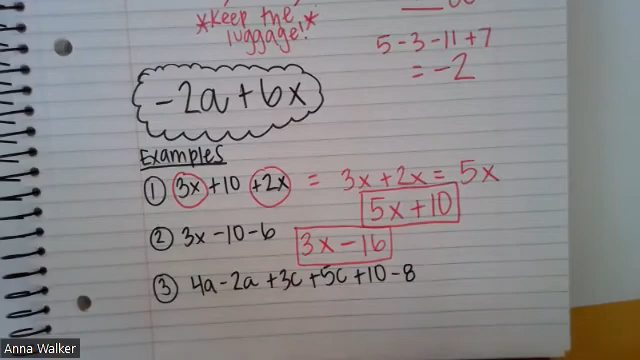 *Keep the
luggage!*
5 - 3 - 11 + 7
= -2
-2a + 6x
Examples
① 3x + 10 + 2x = 3x + 2x = 5x
5x + 10
② 3x - 10 - 6 3x - 16
③ 4a - 2a + 3c + 5c + 10 - 8
Anna Walker